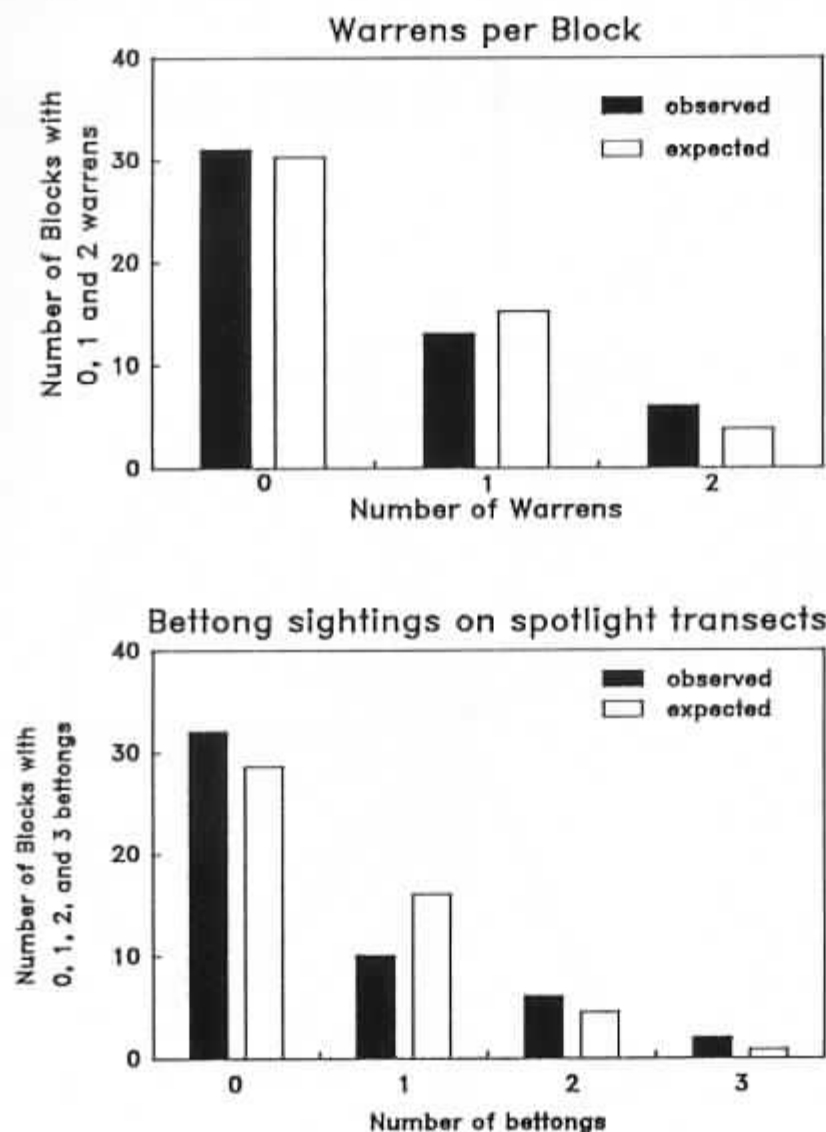 Warrens per Block
Number of Blocks with
0, 1 and 2 warrens
40
30
20
10
0
observed
expected
0 1 2
Number of Warrens
Bettong sightings on spotlight transects
Number of Blocks with
0, 1, 2, and 3 bettongs
40
30
20
10
0
observed
expected
0 1 2 3
Number of bettongs